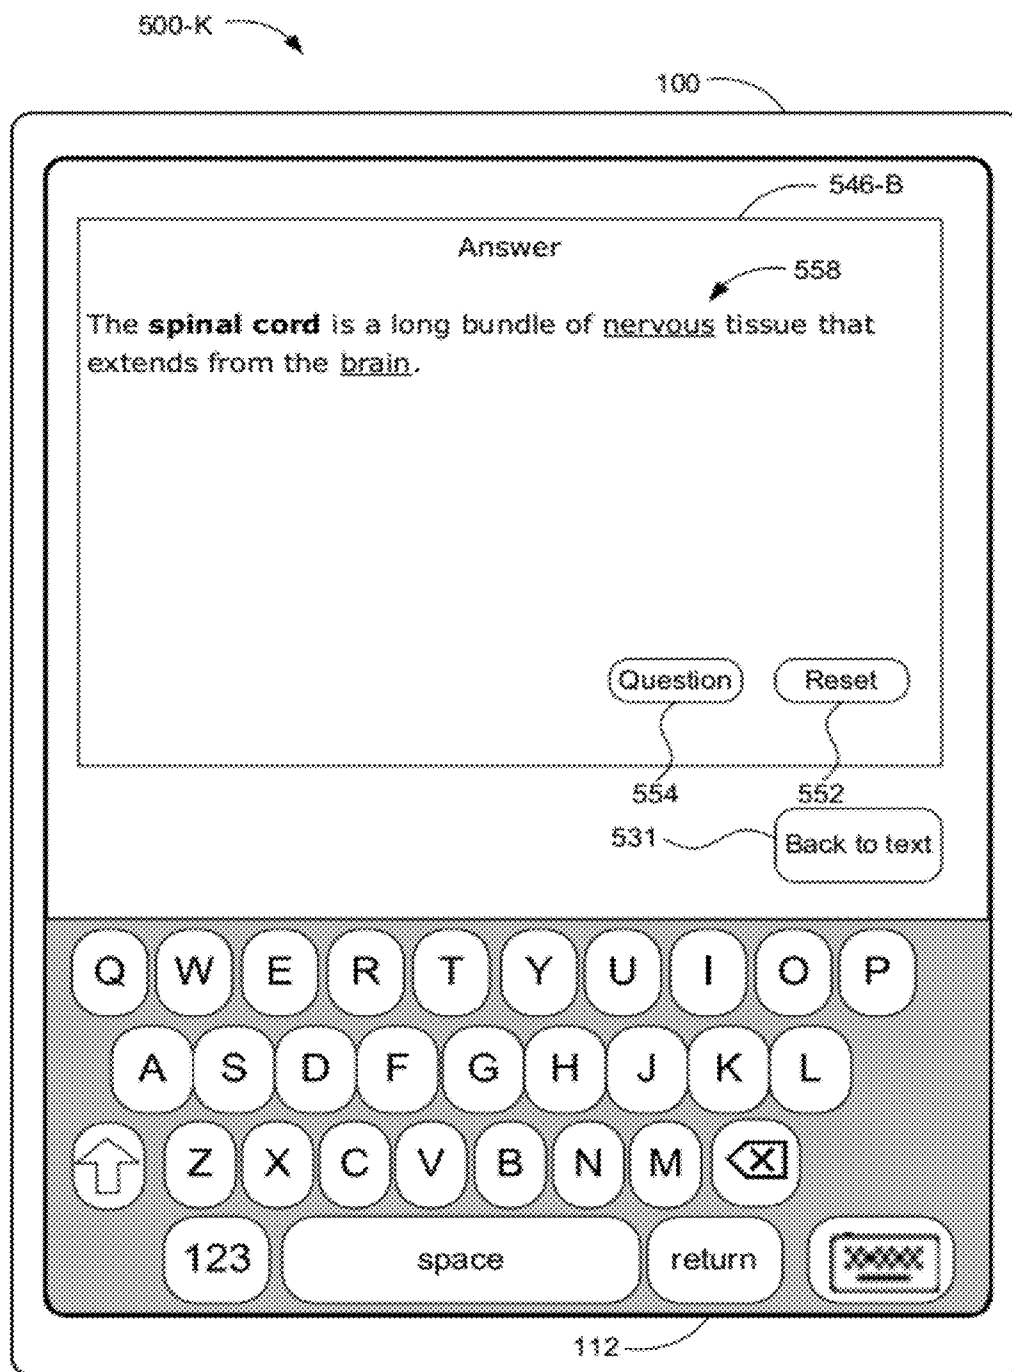 500-K
100
546-B
Answer
558
The spinal cord is a long bundle of nervous tissue that
extends from the brain.
Question Reset
554 552
531 Back to text
Q W E R T Y U I O P
A S D F G H J K L
Z X C V B N M
123 space return
112